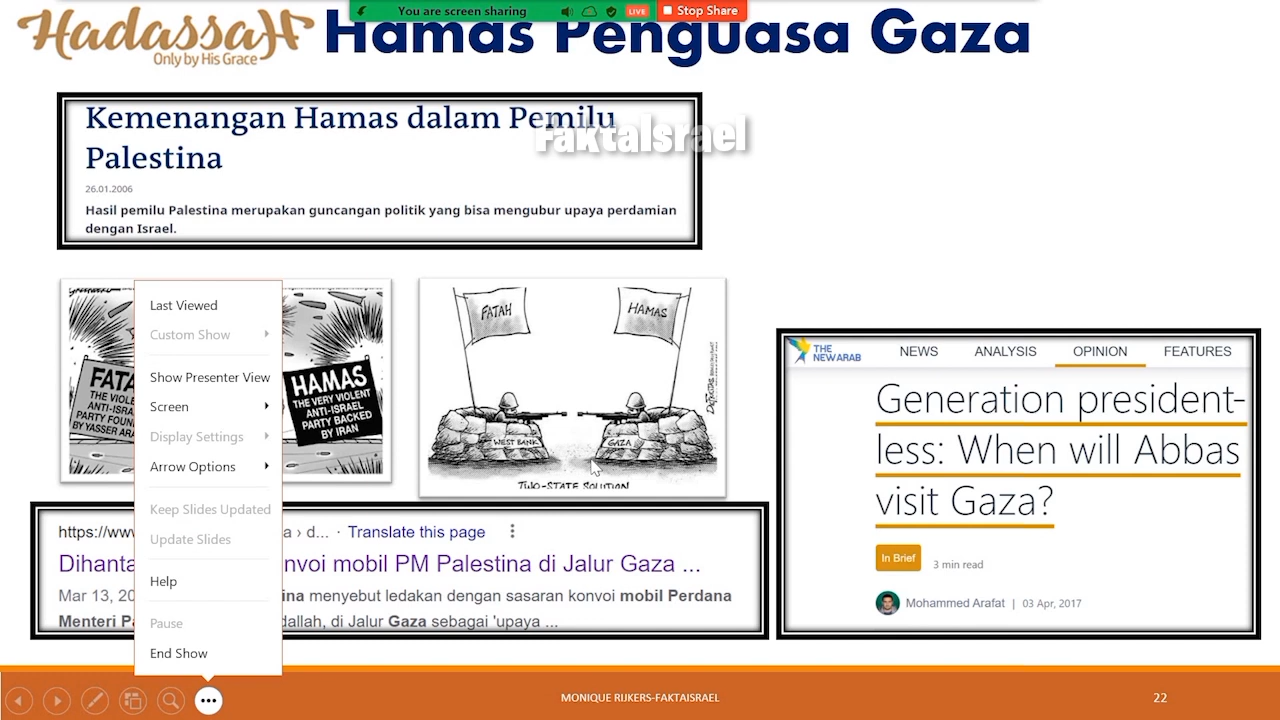 You are screen sharing
LIVE
Stop Share
HadassaH
Only by His Grace
Hamas Penguasa Gaza
Kemenangan Hamas dalam Pemilu
Palestina
FaktaIsrael
26.01.2006
Hasil pemilu Palestina merupakan guncangan politik yang bisa mengubur upaya perdamian
dengan Israel.
HAMAS
THE VERY VIOLENT
ANTI-ISRAEL
PARTY BACKED
BY IRAN
FATAH
HAMAS
WEST BANK
GAZA
TWO-STATE SOLUTION
Last Viewed
Custom Show
Show Presenter View
Screen
Display Settings
Arrow Options
Keep Slides Updated
Update Slides
Help
Pause
End Show
THE
NEW ARAB
NEWS
ANALYSIS
OPINION
FEATURES
Generation president-
less: When will Abbas
visit Gaza?
In Brief
3 min read
Mohammed Arafat | 03 Apr, 2017
d... · Translate this page
mobil PM Palestina di Jalur Gaza ...
Mar 13, menyebut ledakan dengan sasaran konvoi mobil Perdana
Menteri di Jalur Gaza sebagai 'upaya ...
MONIQUE RIJKERS-FAKTAISRAEL
22